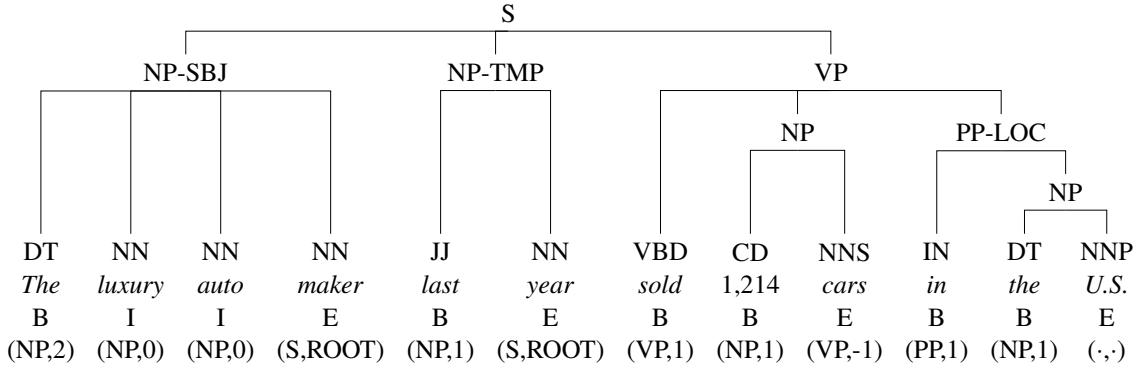 S
NP-SBJ NP-TMP VP
NP PP-LOC
NP
DT NN NN NN JJ NN VBD CD NNS IN DT NNP
The luxury auto maker last year sold 1,214 cars in the U.S.
B I I E B E B B E B B E
(NP,2) (NP,0) (NP,0) (S,ROOT) (NP,1) (S,ROOT) (VP,1) (NP,1) (VP,-1) (PP,1) (NP,1) (·,·)